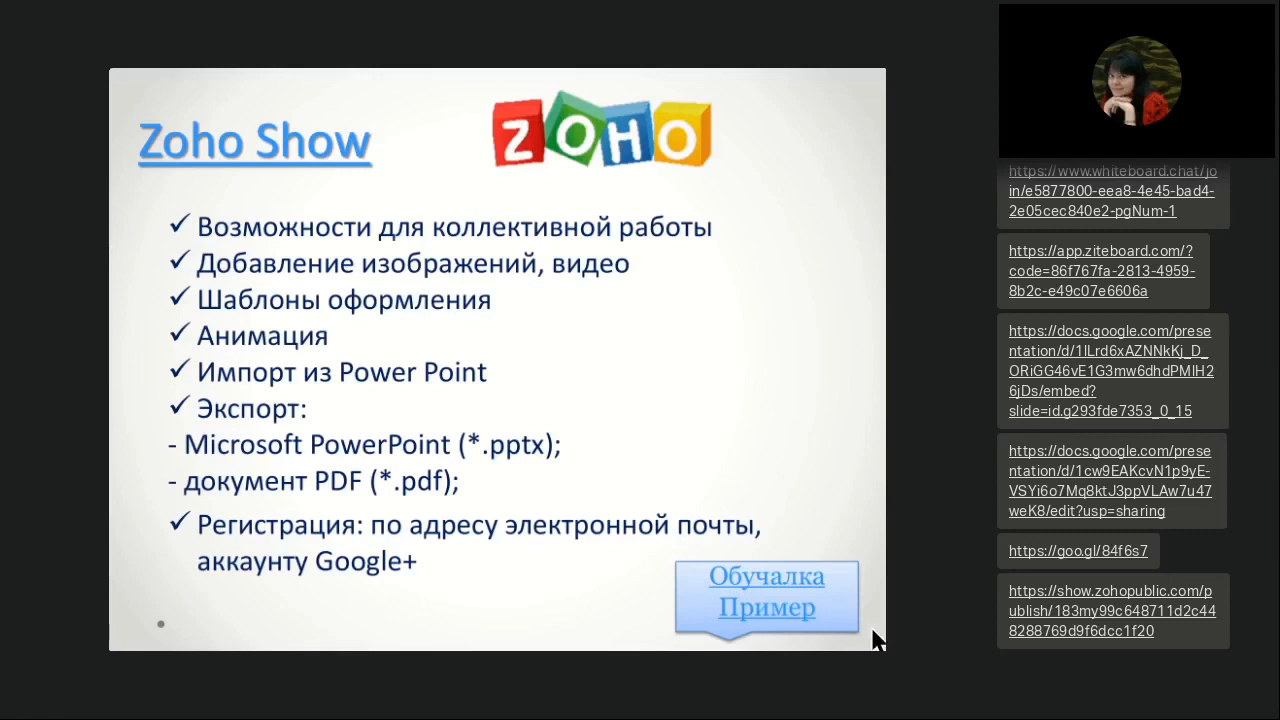 Zoho Show
ZOHO
✓ Возможности для коллективной работы
✓ Добавление изображений, видео
✓ Шаблоны оформления
✓ Анимация
✓ Импорт из Power Point
✓ Экспорт:
- Microsoft PowerPoint (*.pptx);
- документ PDF (*.pdf);
✓ Регистрация: по адресу электронной почты,
аккаунту Google+
Обучалка
Пример
https://www.whiteboard.chat/jo
in/e5877800-eea8-4e45-bad4-
2e05cec840e2-pgNum-1
https://app.ziteboard.com/?
code=86f767fa-2813-4959-
8b2c-e49c07e6606a
https://docs.google.com/prese
ntation/d/1lLrd6xAZNNkKj_D_
ORiGG46vE1G3mw6dhdPMlH2
6jDs/embed?
slide=id.g293fde7353_0_15
https://docs.google.com/prese
ntation/d/1cw9EAKcvN1p9yE-
VSYi6o7Mq8ktJ3ppVLAw7u47
weK8/edit?usp=sharing
https://goo.gl/84f6s7
https://show.zohopublic.com/p
ublish/183my99c648711d2c44
8288769d9f6dcc1f20